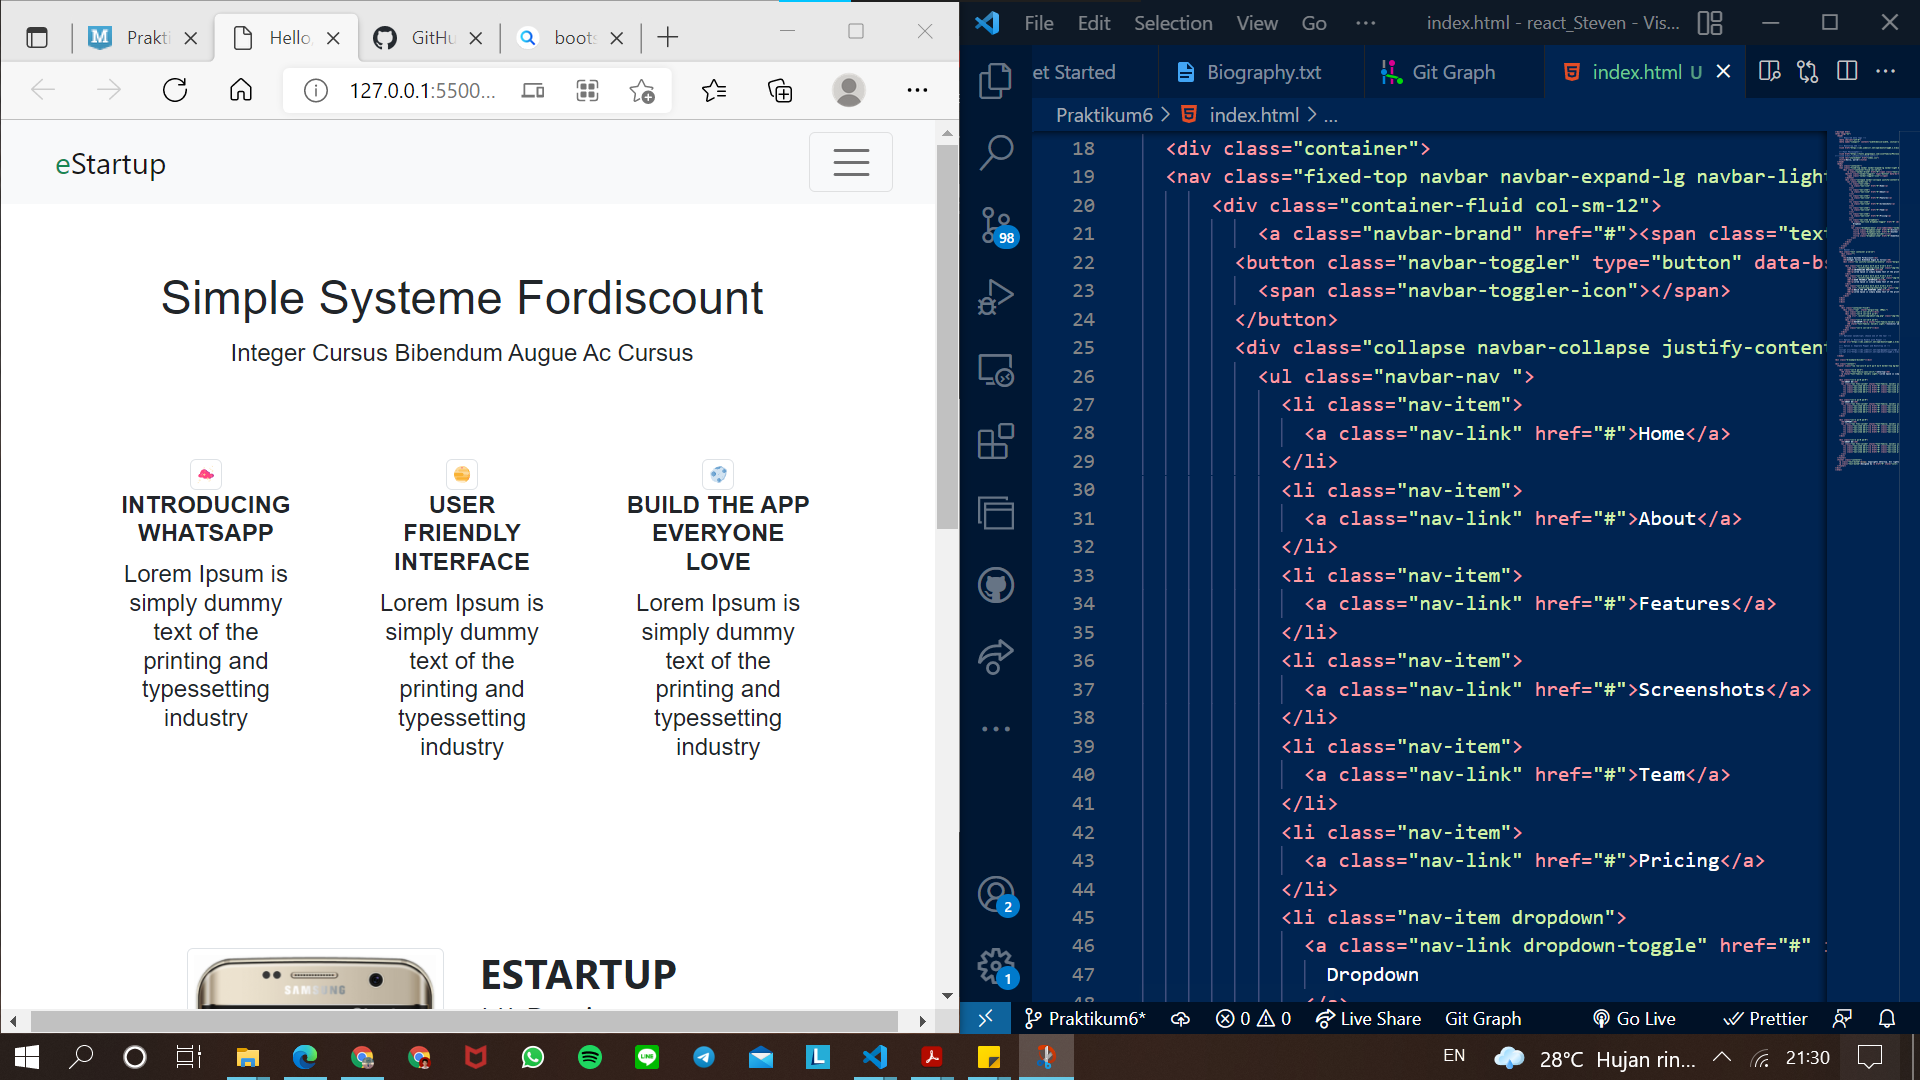 Prakti
Hello,
GitHu
boots
127.0.0.1:5500...
eStartup
Simple Systeme Fordiscount
Integer Cursus Bibendum Augue Ac Cursus
INTRODUCING
WHATSAPP
Lorem Ipsum is
simply dummy
text of the
printing and
typessetting
industry
USER
FRIENDLY
INTERFACE
Lorem Ipsum is
simply dummy
text of the
printing and
typessetting
industry
BUILD THE APP
EVERYONE
LOVE
Lorem Ipsum is
simply dummy
text of the
printing and
typessetting
industry
SAMSUNG
ESTARTUP
File Edit Selection View Go ···
index.html - react_Steven - Vis...
et Started
Biography.txt
Git Graph
index.html U
Praktikum6 > index.html > ...
18 <div class="container">
19 <nav class="fixed-top navbar navbar-expand-lg navbar-light
20 <div class="container-fluid col-sm-12">
21 <a class="navbar-brand" href="#"><span class="tex
22 <button class="navbar-toggler" type="button" data-bs
23 <span class="navbar-toggler-icon"></span>
24 </button>
25 <div class="collapse navbar-collapse justify-content
26 <ul class="navbar-nav ">
27 <li class="nav-item">
28 <a class="nav-link" href="#">Home</a>
29 </li>
30 <li class="nav-item">
31 <a class="nav-link" href="#">About</a>
32 </li>
33 <li class="nav-item">
34 <a class="nav-link" href="#">Features</a>
35 </li>
36 <li class="nav-item">
37 <a class="nav-link" href="#">Screenshots</a>
38 </li>
39 <li class="nav-item">
40 <a class="nav-link" href="#">Team</a>
41 </li>
42 <li class="nav-item">
43 <a class="nav-link" href="#">Pricing</a>
44 </li>
45 <li class="nav-item dropdown">
46 <a class="nav-link dropdown-toggle" href="#"
47 Dropdown
48 </a>
98
2
1
Praktikum6* 0 0 Live Share Git Graph Go Live Prettier
EN 28°C Hujan rin... 21:30